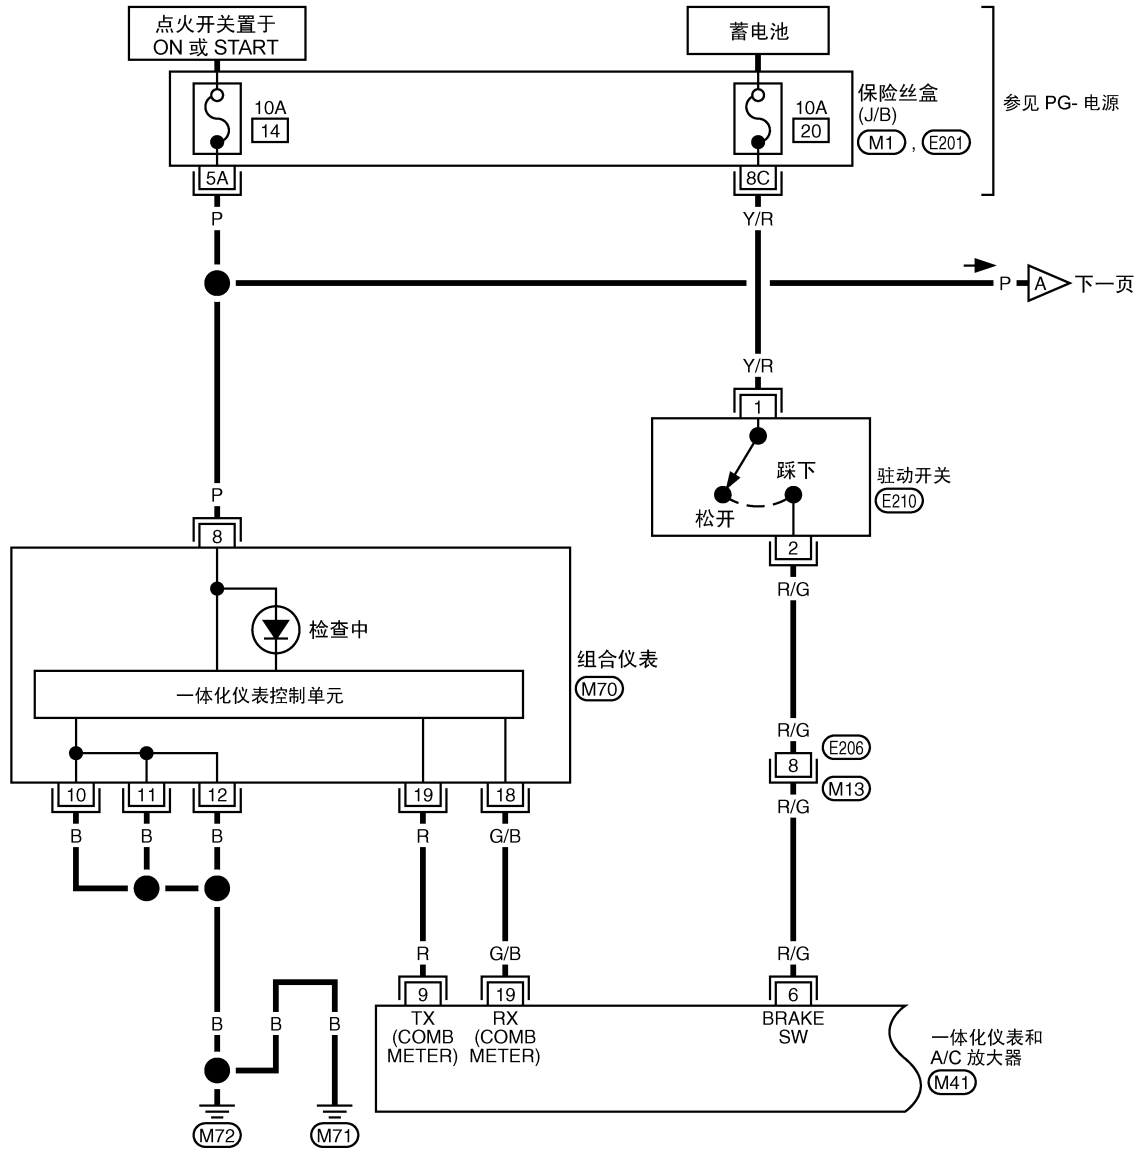 点火开关置于
ON 或 START
蓄电池
10A
14
10A
20
保险丝盒
(J/B)
M1 , E201
参见 PG- 电源
5A
8C
P
Y/R
P
A
下一页
Y/R
1
踩下
松开
驻动开关
E210
2
R/G
P
8
检查中
组合仪表
M70
一体化仪表控制单元
R/G
E206
8
M13
R/G
10
11
12
19
18
B
B
B
R
G/B
R
G/B
R/G
9
19
6
TX
(COMB
METER)
RX
(COMB
METER)
BRAKE
SW
一体化仪表和
A/C 放大器
M41
B
B
B
M72
M71